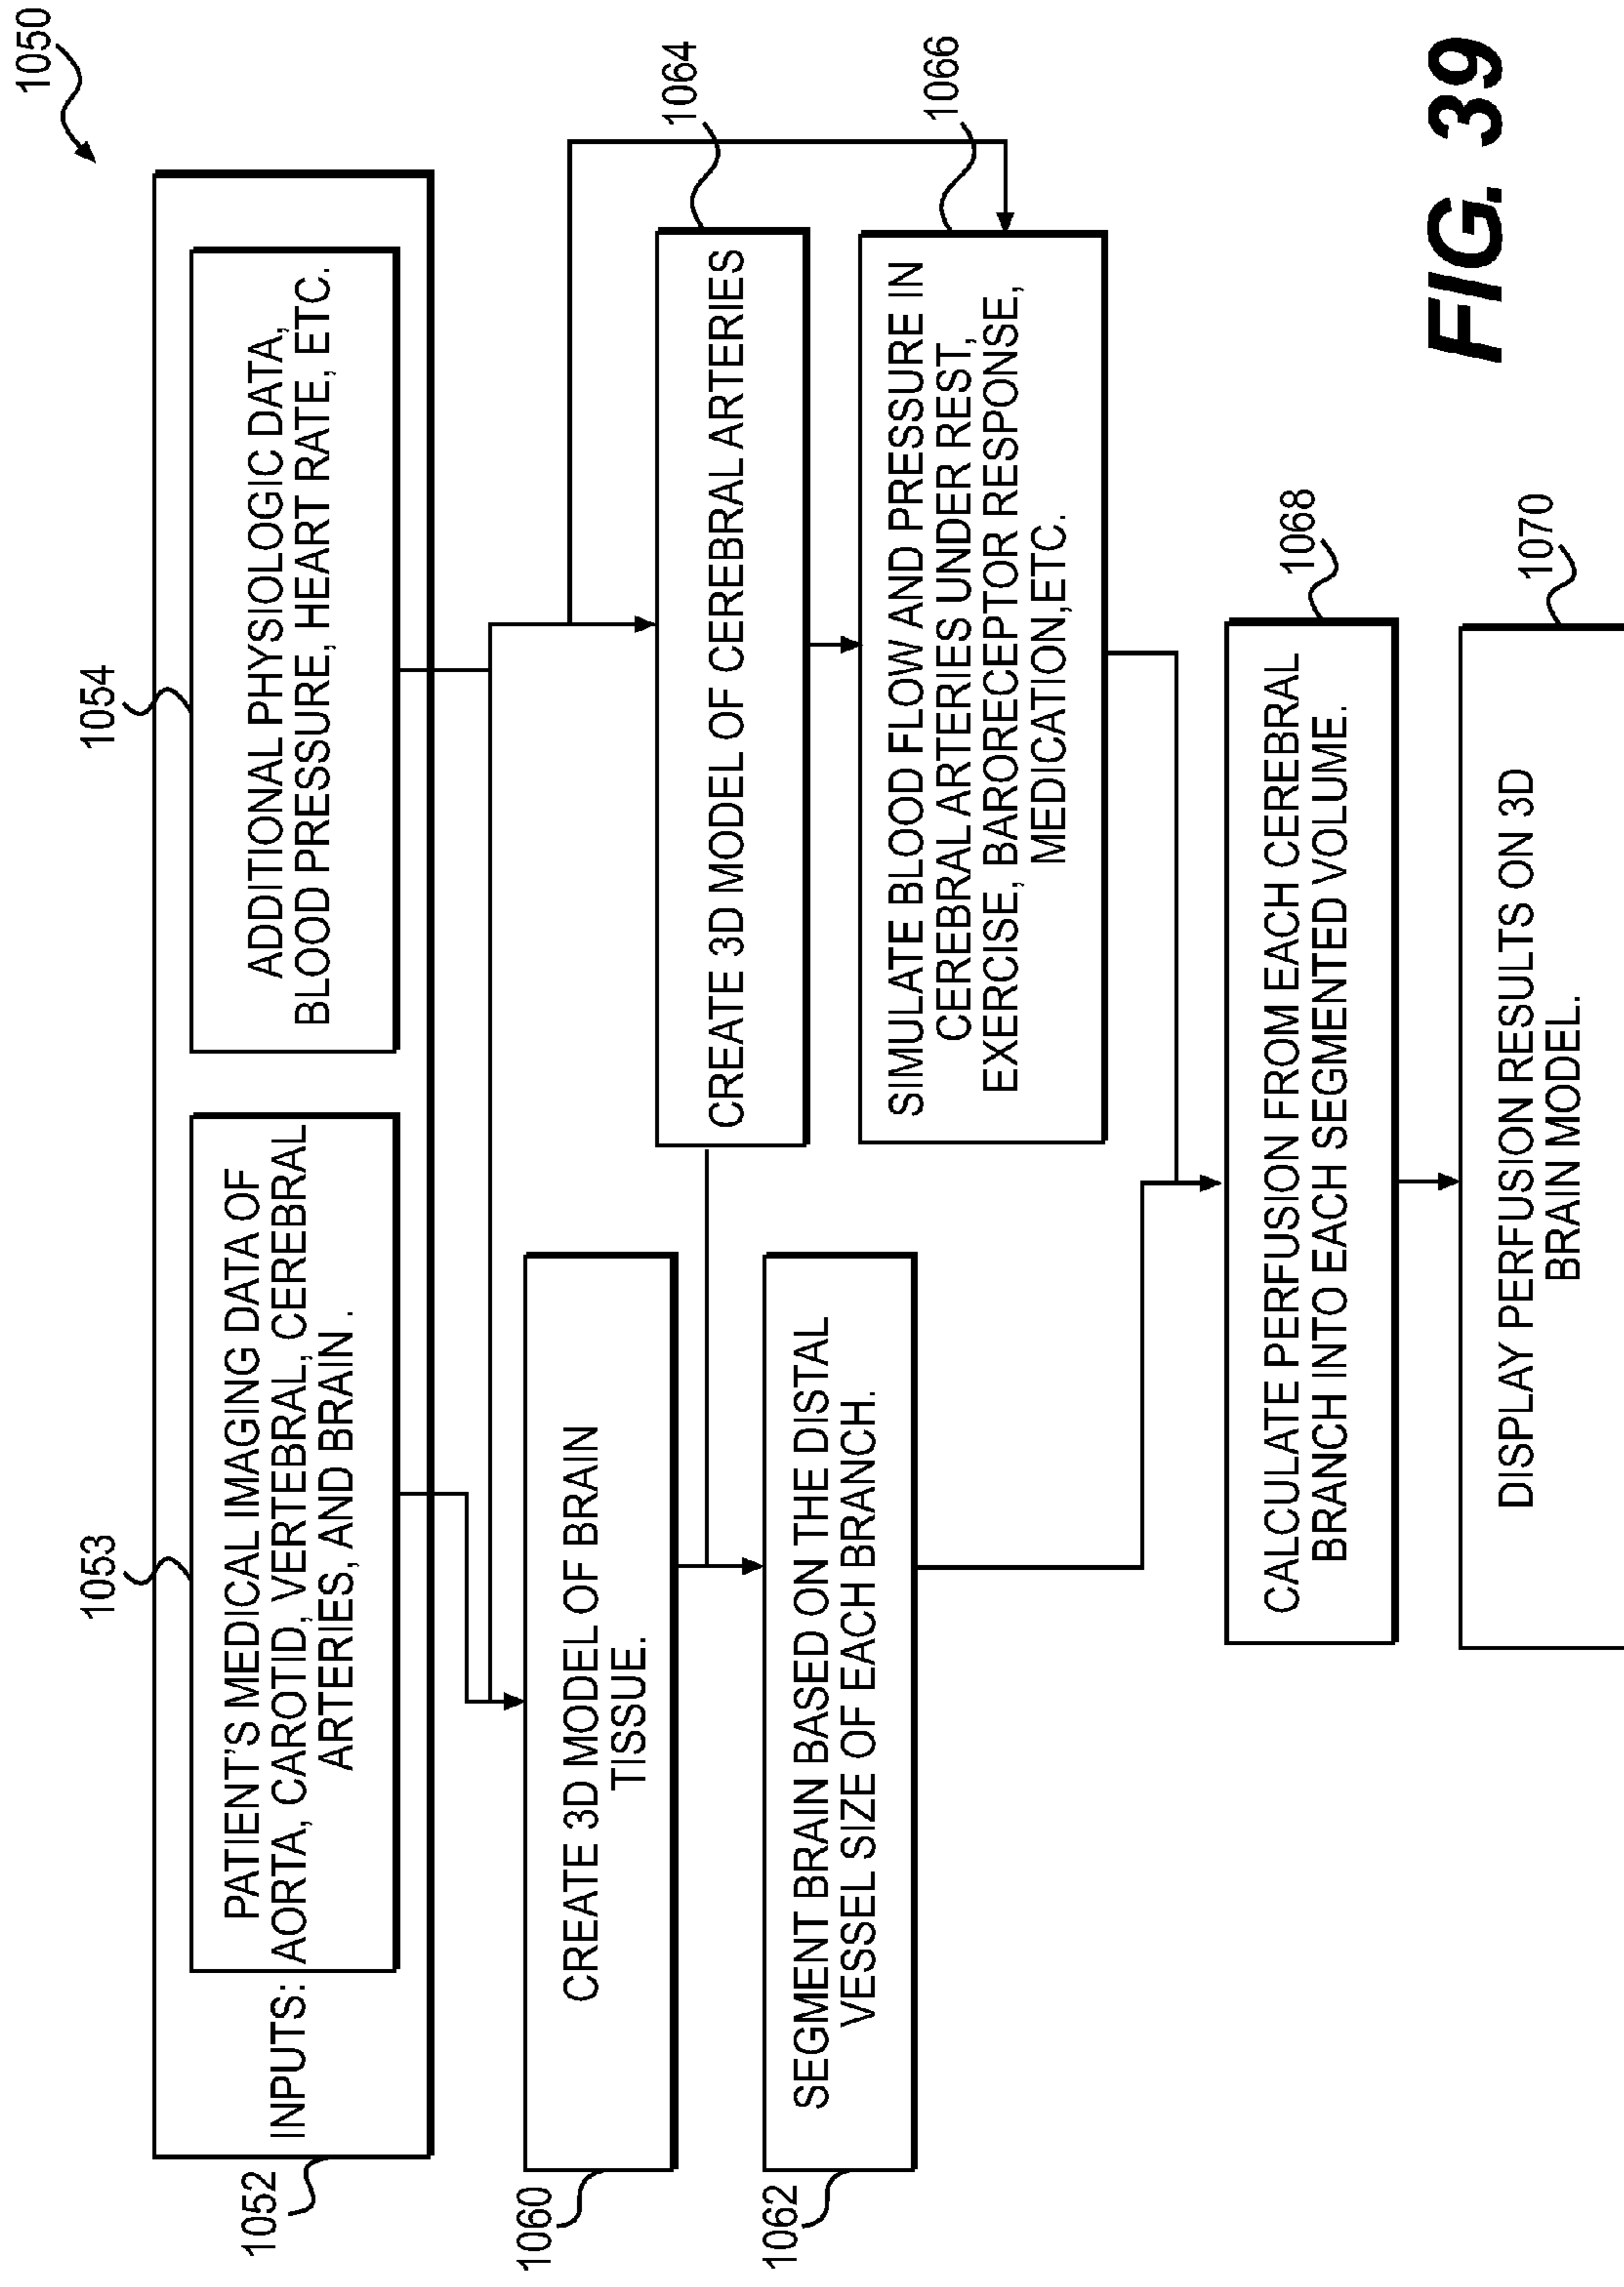 1050
1053
1054
1052
INPUTS:
PATIENT'S MEDICAL IMAGING DATA OF
AORTA, CAROTID, VERTEBRAL, CEREBRAL
ARTERIES, AND BRAIN .
ADDITIONAL PHYSIOLOGIC DATA,
BLOOD PRESSURE, HEART RATE, ETC.
1060
CREATE 3D MODEL OF BRAIN
TISSUE.
1064
CREATE 3D MODEL OF CEREBRAL ARTERIES
1062
SEGMENT BRAIN BASED ON THE DISTAL
VESSEL SIZE OF EACH BRANCH.
1066
SIMULATE BLOOD FLOW AND PRESSURE IN
CEREBRAL ARTERIES UNDER REST,
EXERCISE, BARORECEPTOR RESPONSE,
MEDICATION,ETC.
1068
CALCULATE PERFUSION FROM EACH CEREBRAL
BRANCH INTO EACH SEGMENTED VOLUME.
1070
DISPLAY PERFUSION RESULTS ON 3D
BRAIN MODEL.
FIG. 39